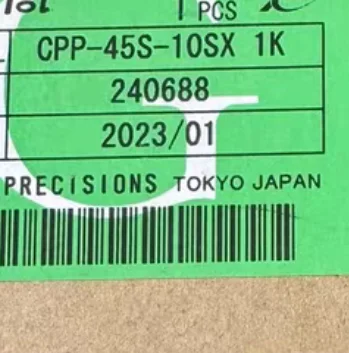 1 PCS
CPP-45S-10SX 1K
240688
2023/01
PRECISIONS TOKYO JAPAN